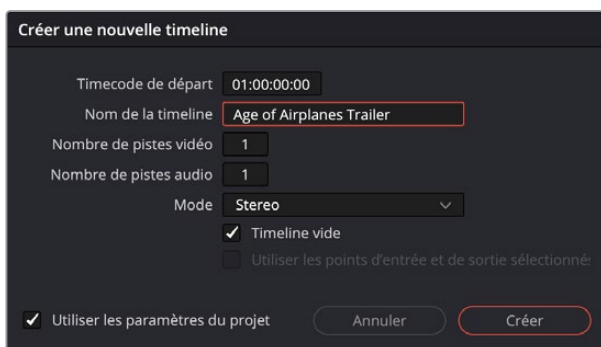 Créer une nouvelle timeline
Timecode de départ 01:00:00:00
Nom de la timeline Age of Airplanes Trailer
Nombre de pistes vidéo 1
Nombre de pistes audio 1
Mode Stereo
Timeline vide
Utiliser les points d'entrée et de sortie
Utiliser les paramètres du projet Annuler Créer